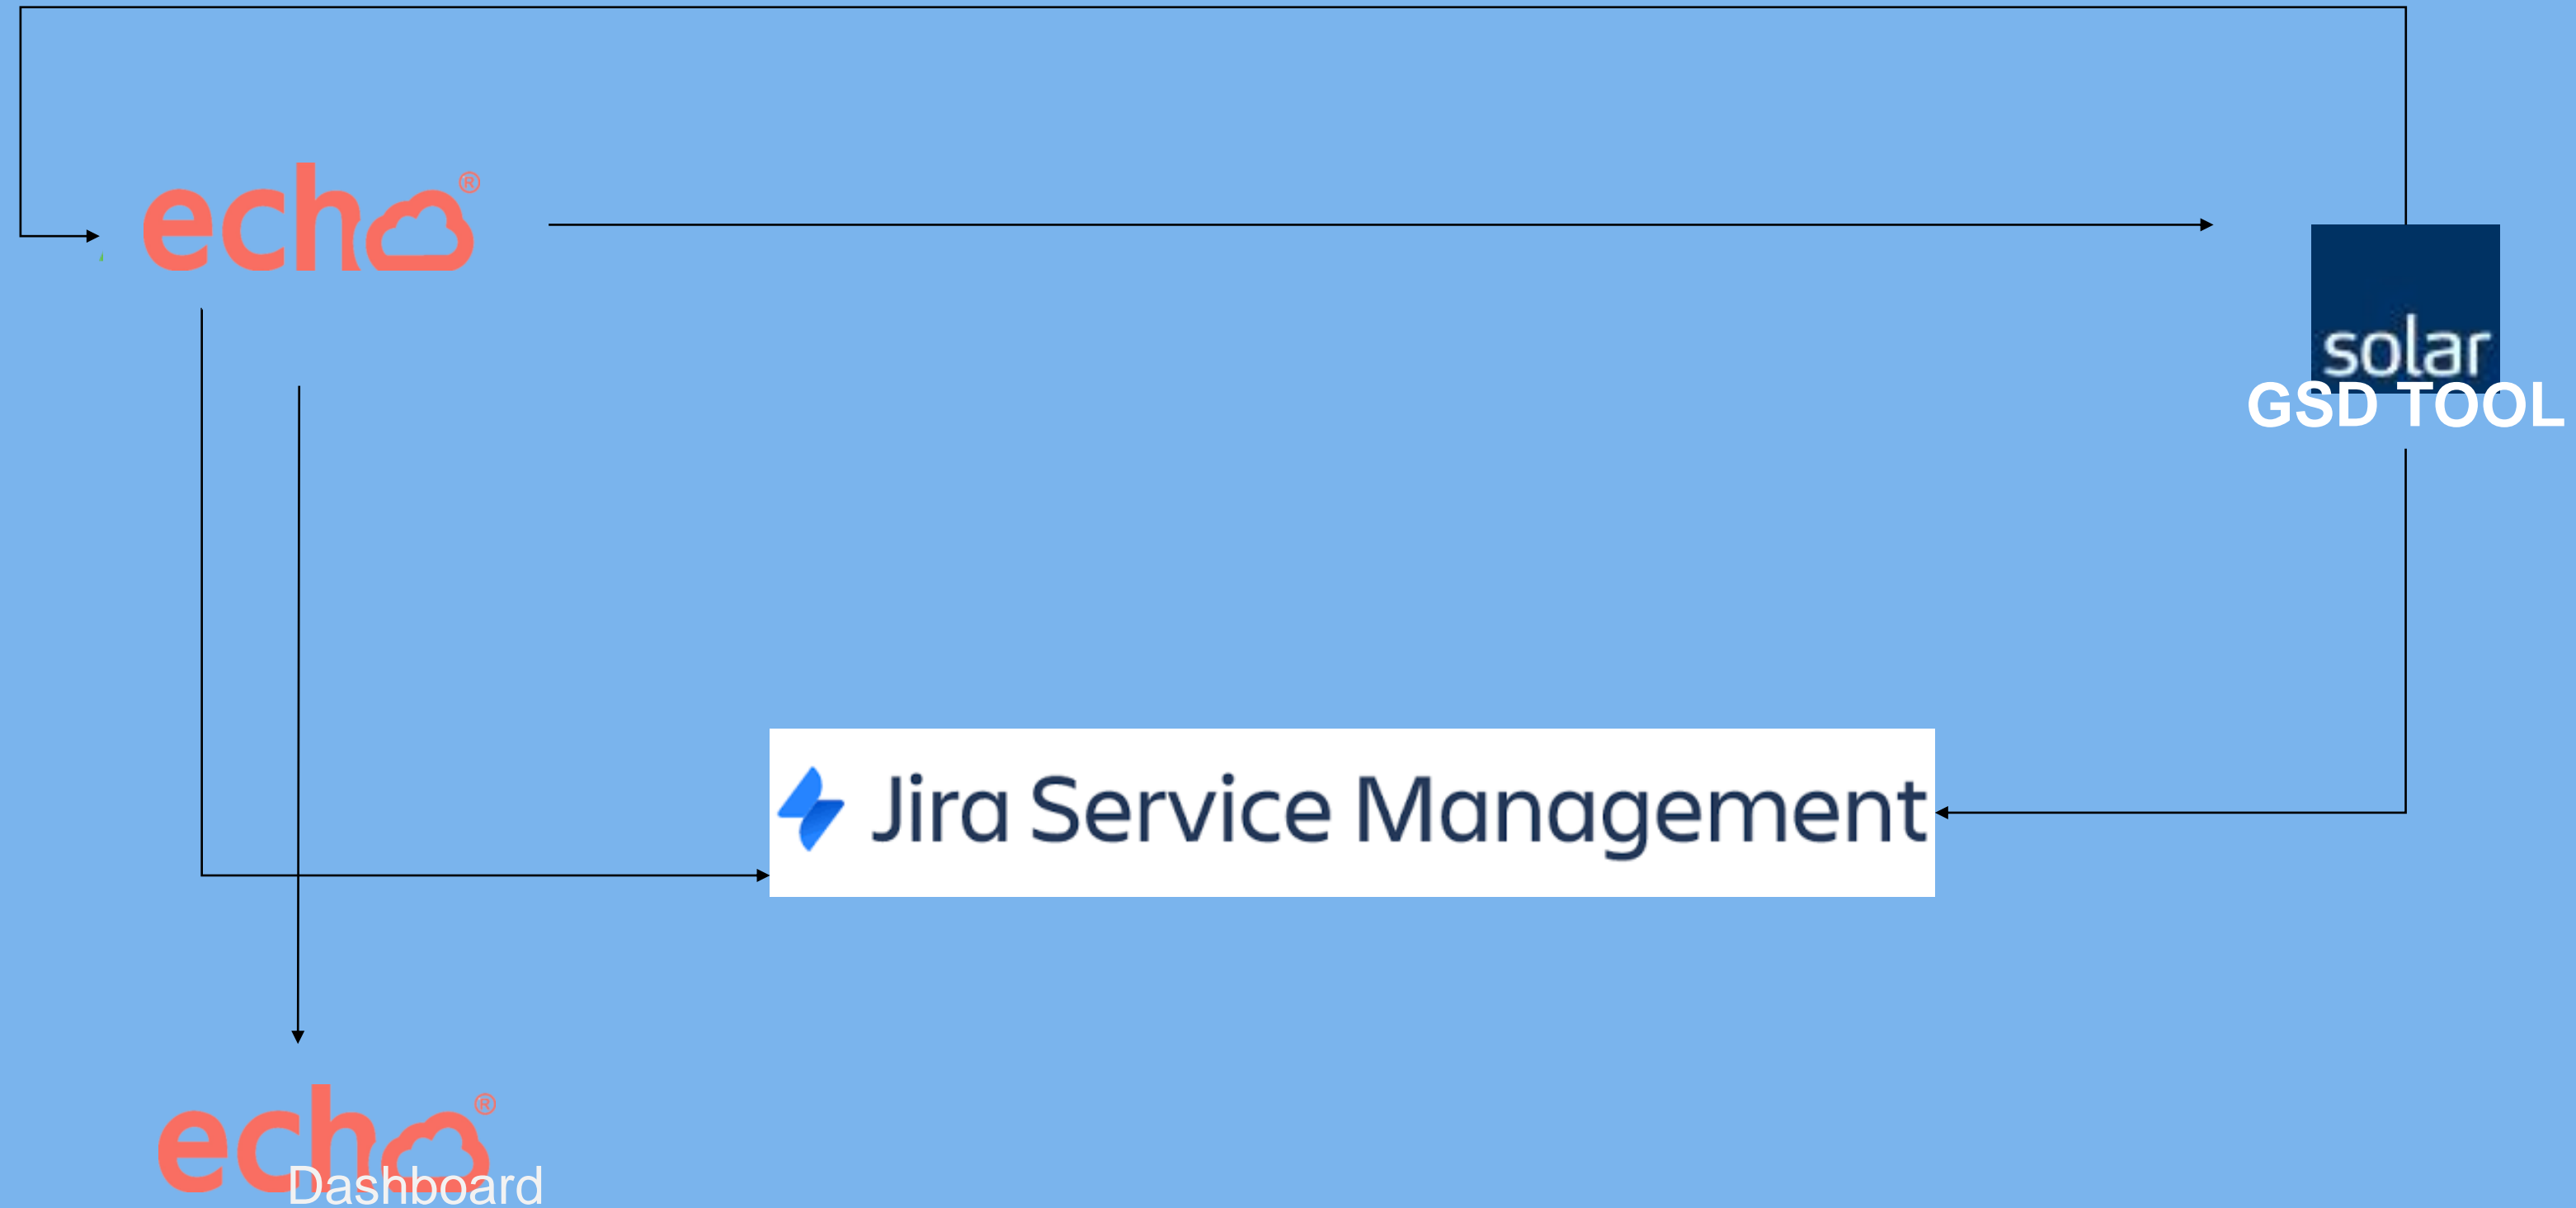 echo®
solar
GSD TOOL
Jira Service Management
echo®
Dashboard